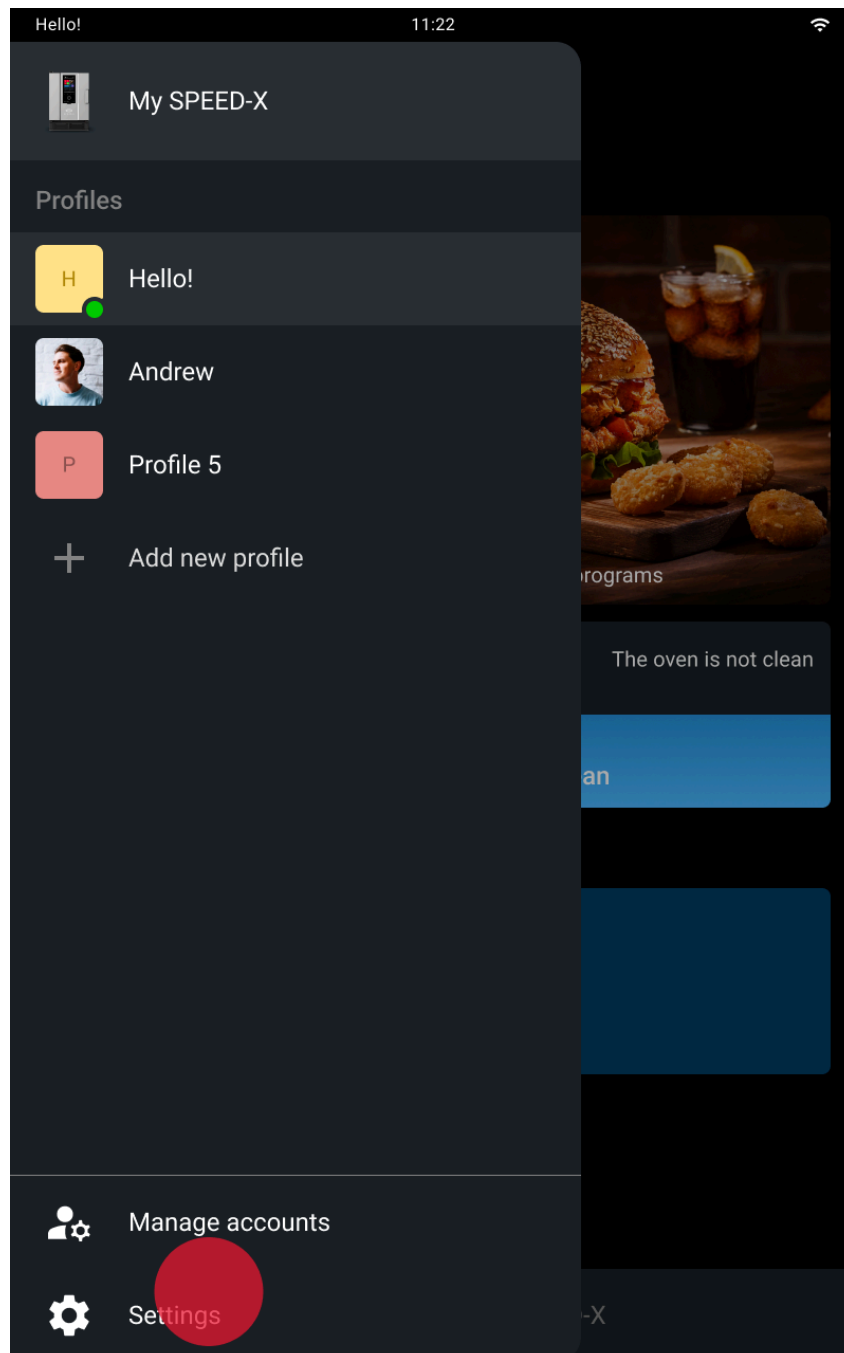 Hello!
11:22
My SPEED-X
Profiles
H
Hello!
Andrew
P
Profile 5
Add new profile
rograms
The oven is not clean
an
Manage accounts
Settings
-X